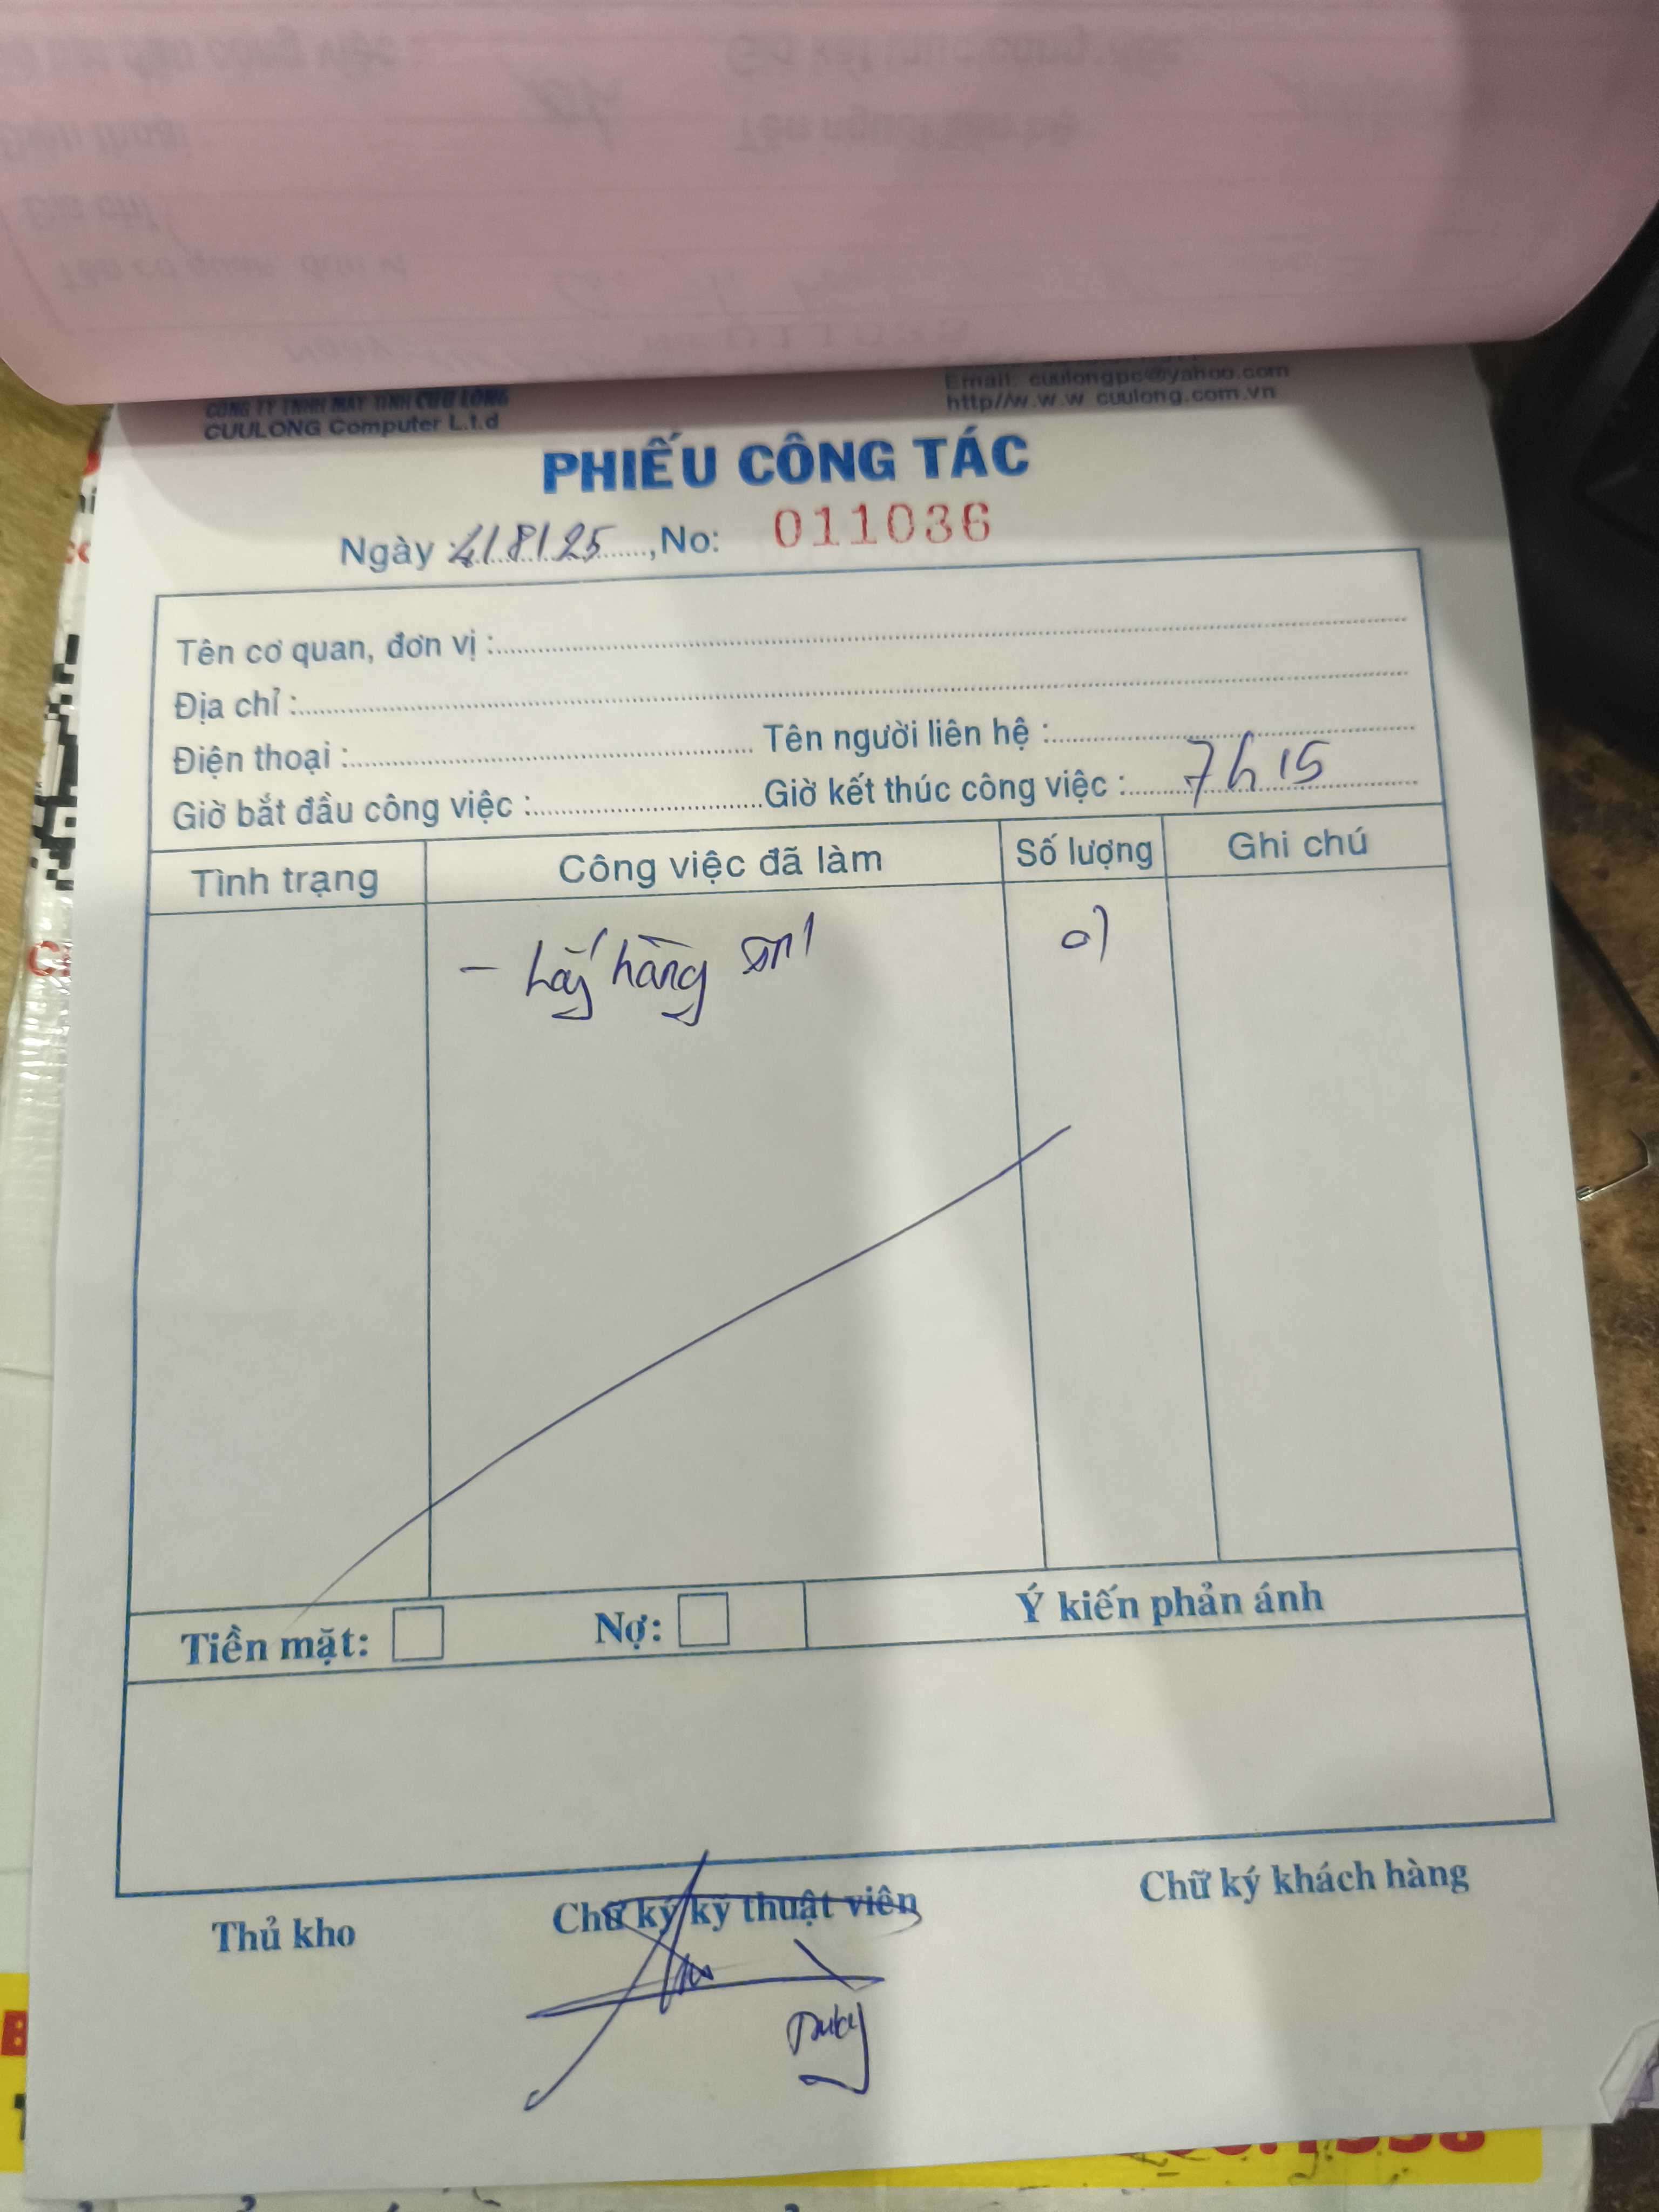 CÔNG TY TNHH MÁY TÍNH CỬU LONG
CUULONG Computer L.t.d
Email: cuulongpc@yahoo.com
http//w.w.w cuulong.com.vn
PHIẾU CÔNG TÁC
Ngày : 4/8/25, No: 011036
Tên cơ quan, đơn vị :
Địa chỉ :
Điện thoại : Tên người liên hệ :
Giờ bắt đầu công việc : Giờ kết thúc công việc : 7h15
Tình trạng Công việc đã làm Số lượng Ghi chú
- Lấy hàng 01
Tiền mặt: Nợ: Ý kiến phản ánh
Thủ kho Chữ ký kỹ thuật viên Chữ ký khách hàng